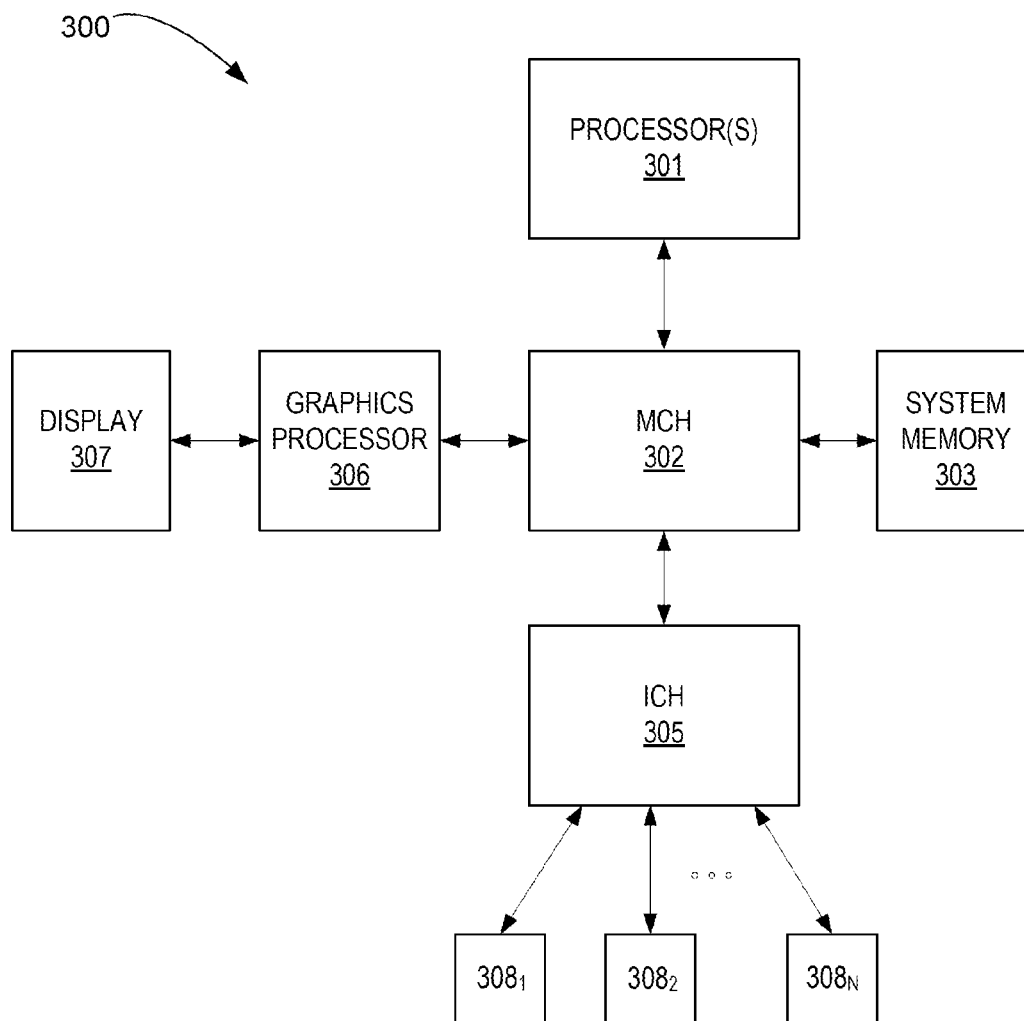 300
PROCESSOR(S)
301
DISPLAY
307
GRAPHICS
PROCESSOR
306
MCH
302
SYSTEM
MEMORY
303
ICH
305
308₁
308₂
308N